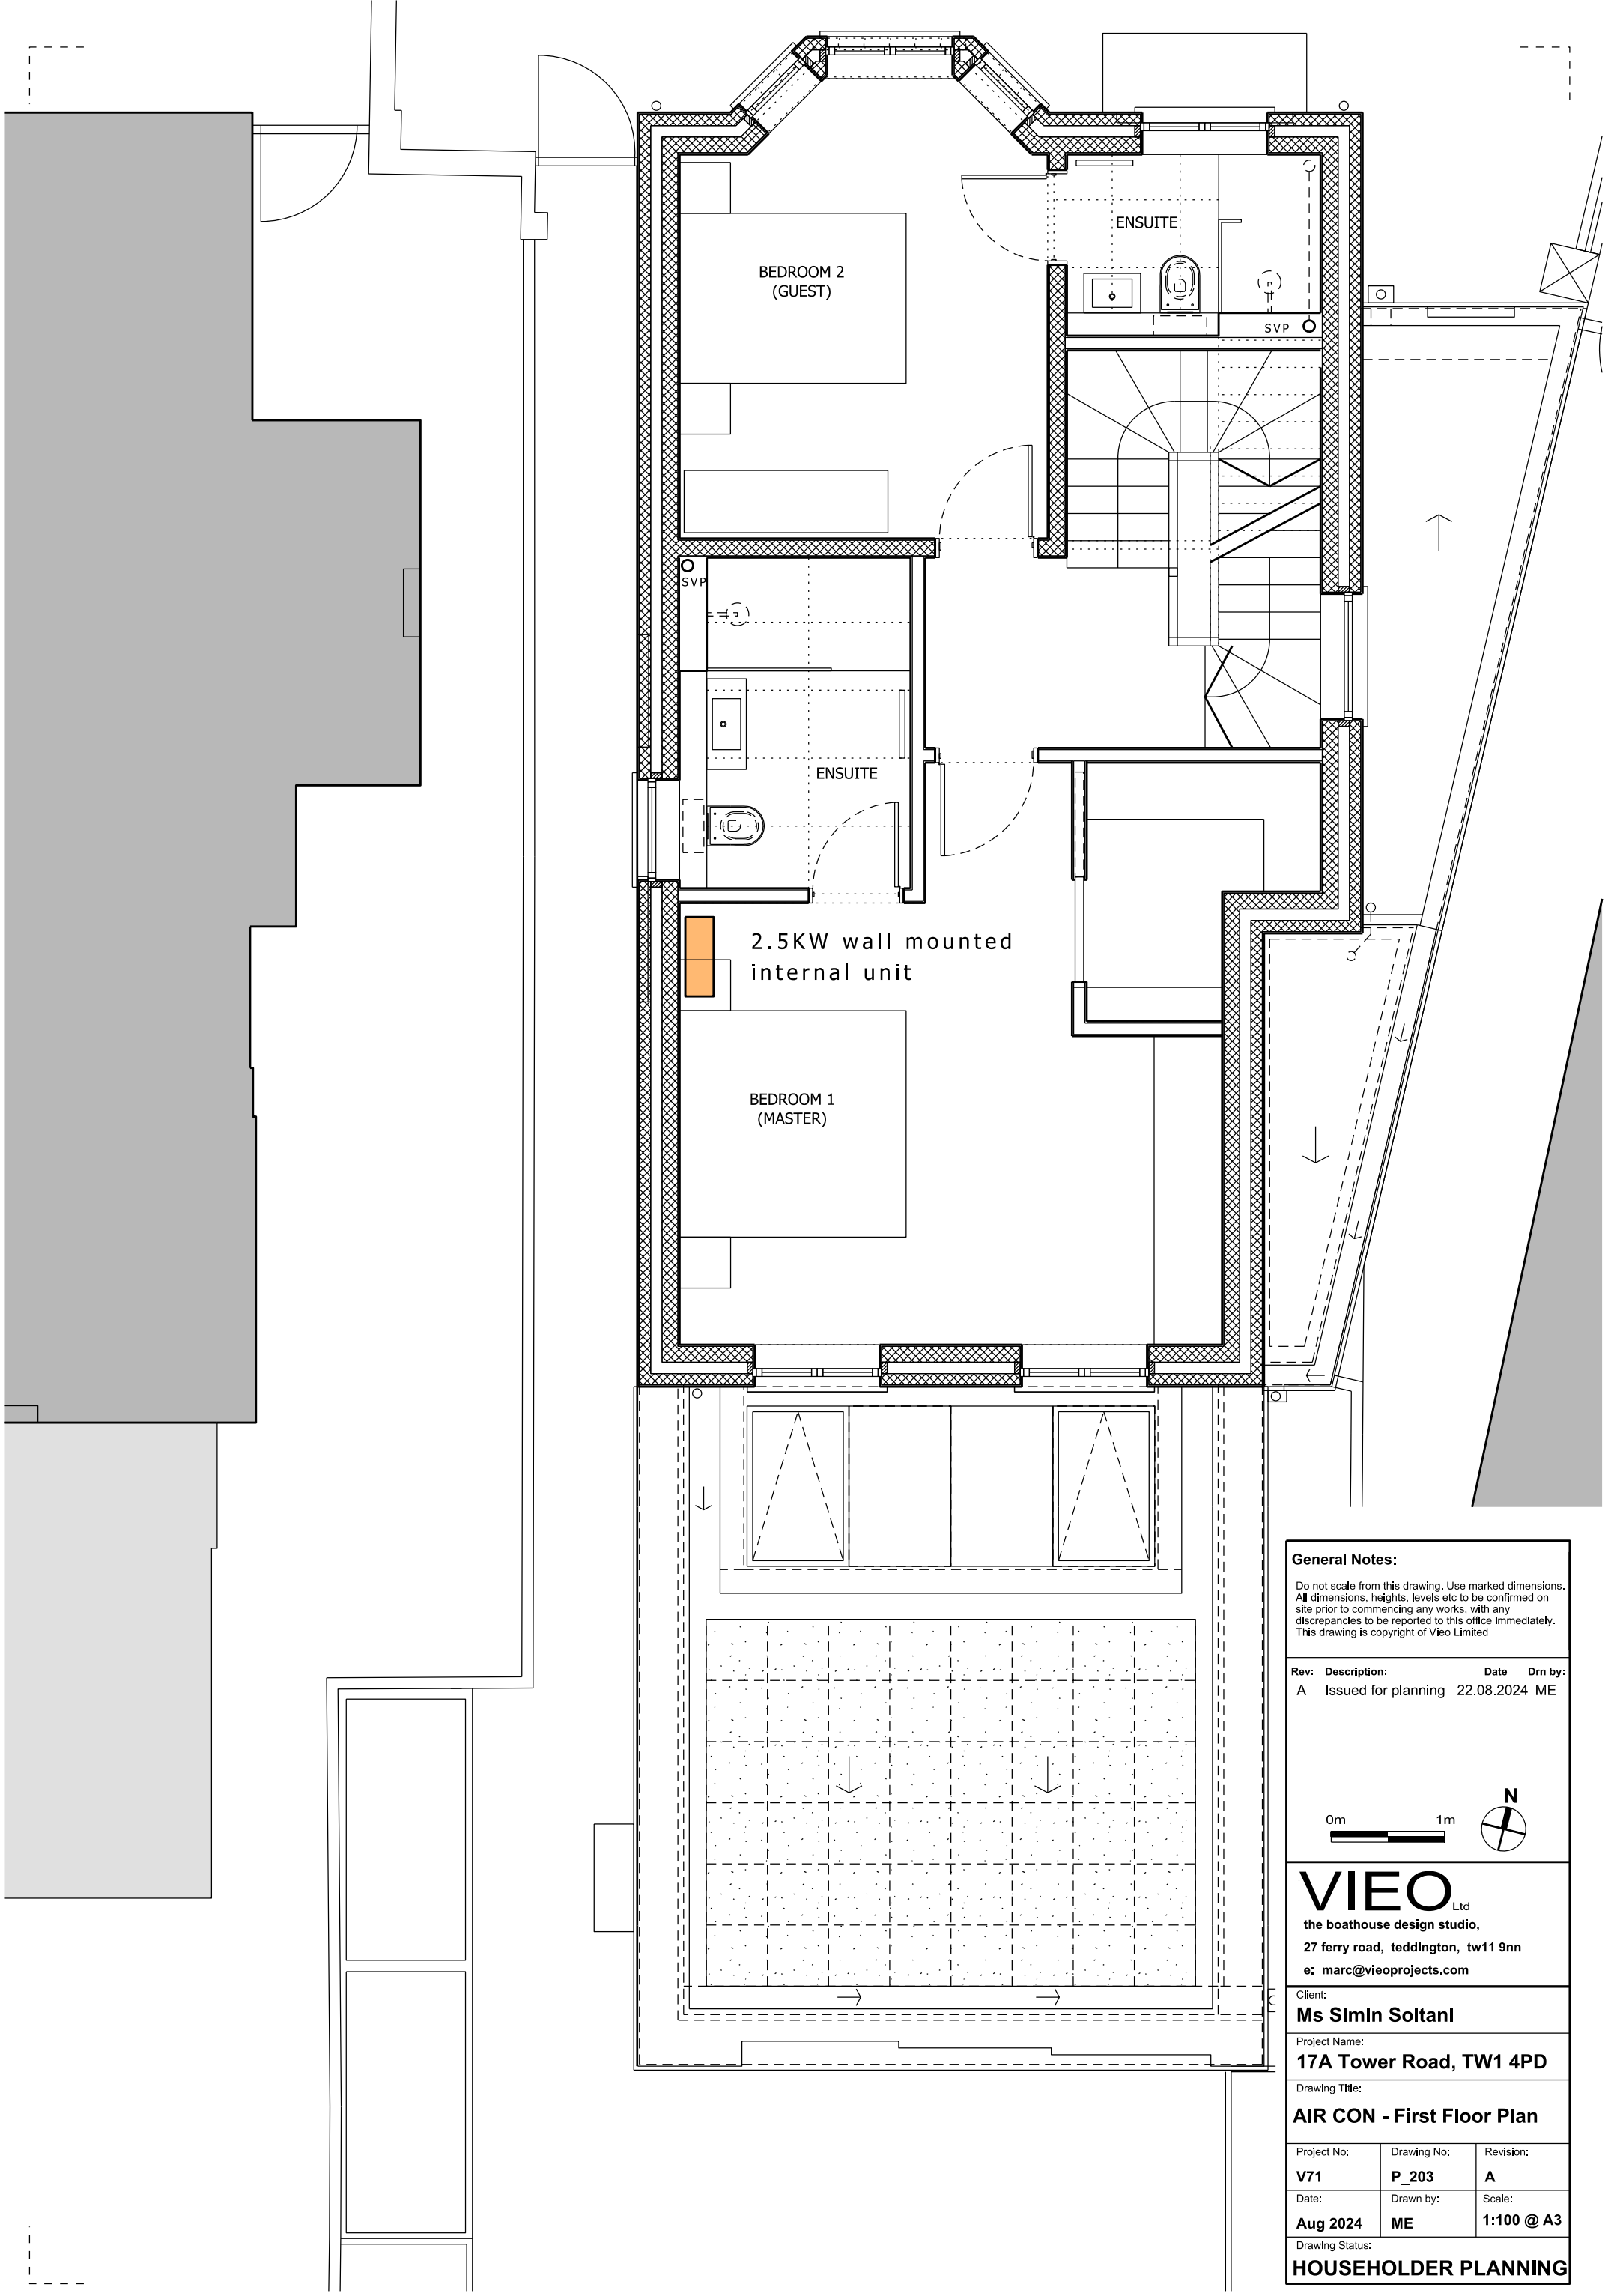 ENSUITE
BEDROOM 2
(GUEST)
SVP
SVP
ENSUITE
2.5KW wall mounted
internal unit
BEDROOM 1
(MASTER)
General Notes:
Do not scale from this drawing. Use marked dimensions.
All dimensions, heights, levels etc to be confirmed on
site prior to commencing any works, with any
discrepancies to be reported to this office immediately.
This drawing is copyright of Vieo Limited
Rev: Description: Date Drn by:
A Issued for planning 22.08.2024 ME
N
0m 1m
VIEO Ltd
the boathouse design studio,
27 ferry road, teddington, tw11 9nn
e: marc@vieoprojects.com
Client:
Ms Simin Soltani
Project Name:
17A Tower Road, TW1 4PD
Drawing Title:
AIR CON - First Floor Plan
Project No: Drawing No: Revision:
V71 P_203 A
Date: Drawn by: Scale:
Aug 2024 ME 1:100 @ A3
Drawing Status:
HOUSEHOLDER PLANNING